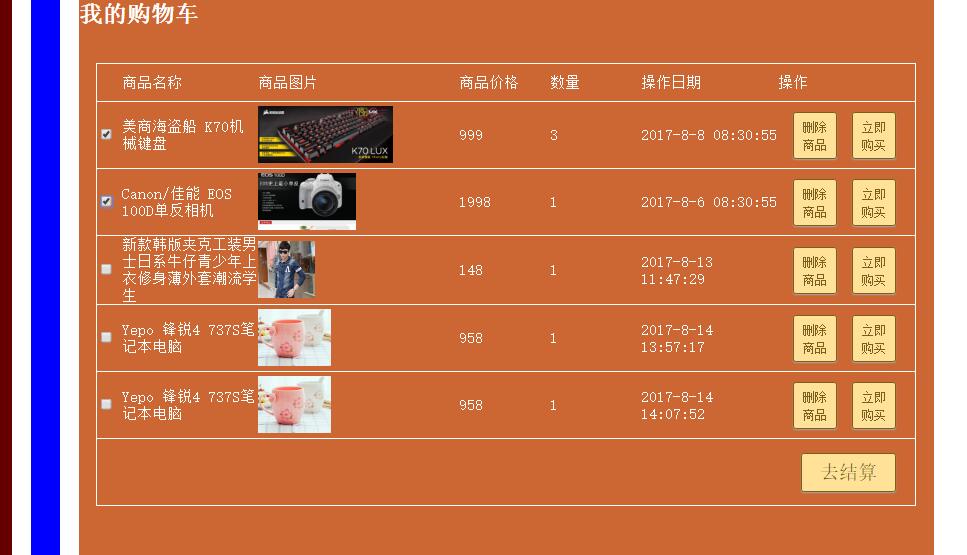 我的购物车
商品名称 商品图片 商品价格 数量 操作日期 操作
美商海盗船 K70机
械键盘
K70 LUX
999 3 2017-8-8 08:30:55
删除
商品
立即
购买
Canon/佳能 EOS
100D单反相机
EOS 100D
1998 1 2017-8-6 08:30:55
删除
商品
立即
购买
新款韩版夹克工装男
士日系牛仔青少年上
衣修身薄外套潮流学
生
148 1 2017-8-13
11:47:29
删除
商品
立即
购买
Yepo 锋锐4 737S笔
记本电脑
958 1 2017-8-14
13:57:17
删除
商品
立即
购买
Yepo 锋锐4 737S笔
记本电脑
958 1 2017-8-14
14:07:52
删除
商品
立即
购买
去结算